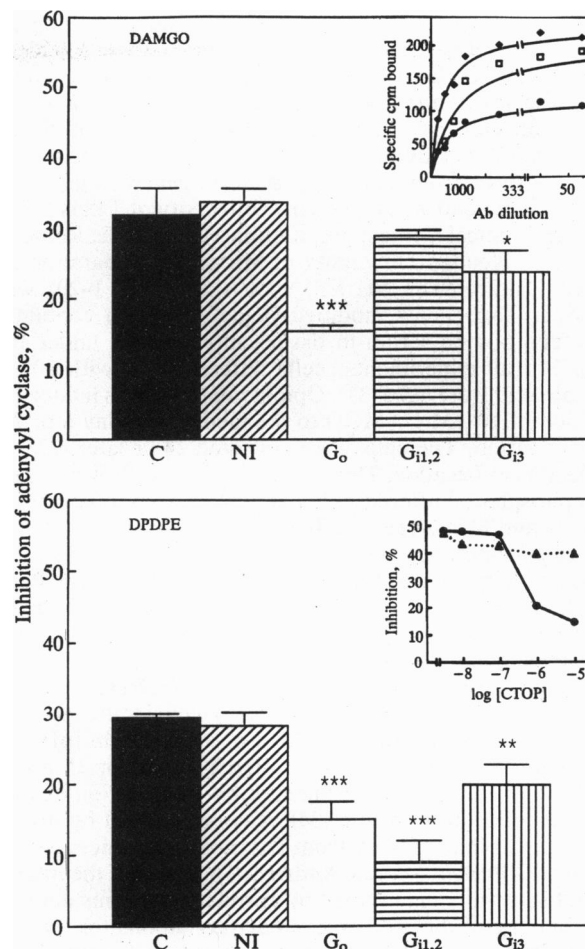 60
50
40
30
20
10
0
DAMGO
***
*
C NI Go Gi1,2 Gi3
200
150
100
50
0
1000 333 50
Specific cpm bound
Ab dilution
Inhibition of adenylyl cyclase, %
60
50
40
30
20
10
0
DPDPE
***
***
**
C NI Go Gi1,2 Gi3
50
40
30
20
10
0
-8 -7 -6 -5
Inhibition, %
log [CTOP]